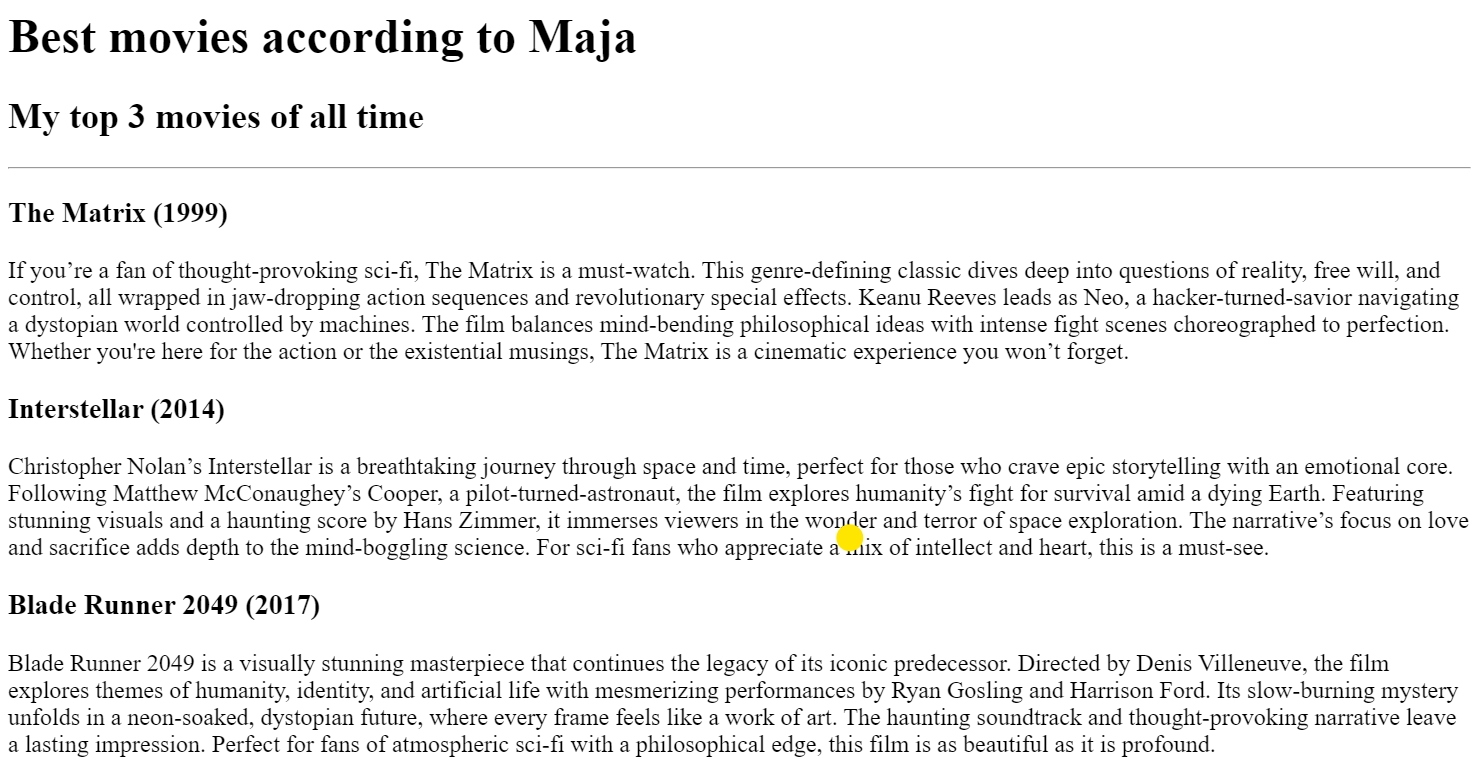 Best movies according to Maja
My top 3 movies of all time
The Matrix (1999)
If you’re a fan of thought-provoking sci-fi, The Matrix is a must-watch. This genre-defining classic dives deep into questions of reality, free will, and
control, all wrapped in jaw-dropping action sequences and revolutionary special effects. Keanu Reeves leads as Neo, a hacker-turned-savior navigating
a dystopian world controlled by machines. The film balances mind-bending philosophical ideas with intense fight scenes choreographed to perfection.
Whether you're here for the action or the existential musings, The Matrix is a cinematic experience you won’t forget.
Interstellar (2014)
Christopher Nolan’s Interstellar is a breathtaking journey through space and time, perfect for those who crave epic storytelling with an emotional core.
Following Matthew McConaughey’s Cooper, a pilot-turned-astronaut, the film explores humanity’s fight for survival amid a dying Earth. Featuring
stunning visuals and a haunting score by Hans Zimmer, it immerses viewers in the wonder and terror of space exploration. The narrative’s focus on love
and sacrifice adds depth to the mind-boggling science. For sci-fi fans who appreciate a mix of intellect and heart, this is a must-see.
Blade Runner 2049 (2017)
Blade Runner 2049 is a visually stunning masterpiece that continues the legacy of its iconic predecessor. Directed by Denis Villeneuve, the film
explores themes of humanity, identity, and artificial life with mesmerizing performances by Ryan Gosling and Harrison Ford. Its slow-burning mystery
unfolds in a neon-soaked, dystopian future, where every frame feels like a work of art. The haunting soundtrack and thought-provoking narrative leave
a lasting impression. Perfect for fans of atmospheric sci-fi with a philosophical edge, this film is as beautiful as it is profound.